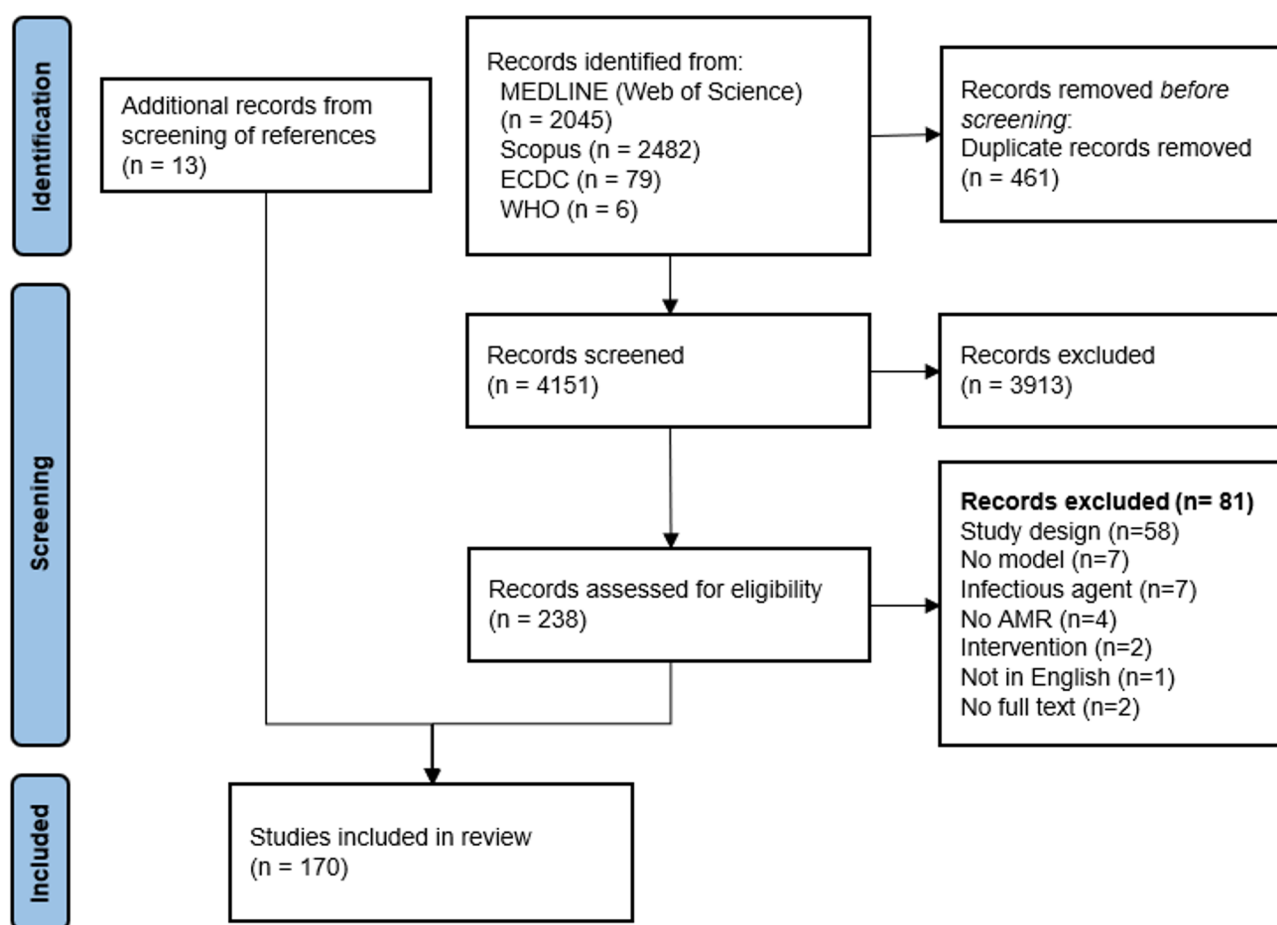 Identification
Additional records from
screening of references
(n = 13)
Records identified from:
MEDLINE (Web of Science)
(n = 2045)
Scopus (n = 2482)
ECDC (n = 79)
WHO (n = 6)
Records removed before
screening:
Duplicate records removed
(n = 461)
Screening
Records screened
(n = 4151)
Records excluded
(n = 3913)
Records assessed for eligibility
(n = 238)
Records excluded (n= 81)
Study design (n=58)
No model (n=7)
Infectious agent (n=7)
No AMR (n=4)
Intervention (n=2)
Not in English (n=1)
No full text (n=2)
Included
Studies included in review
(n = 170)